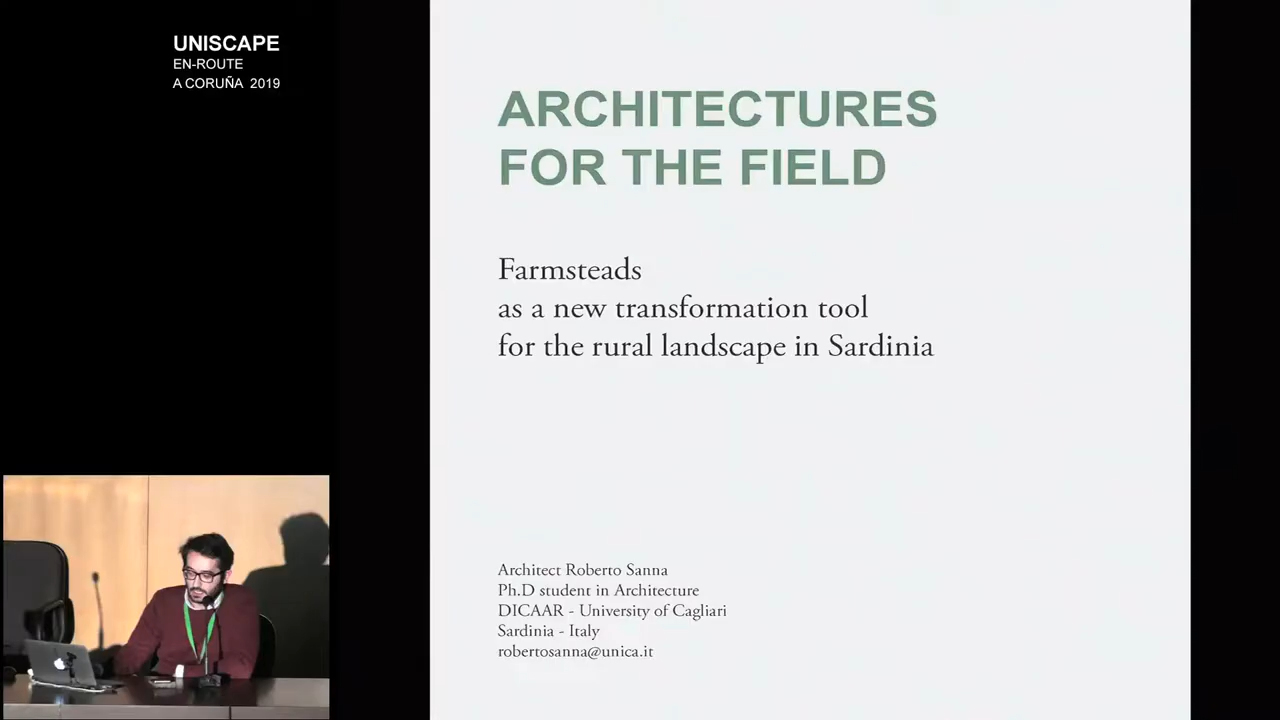 UNISCAPE
EN-ROUTE
A CORUÑA 2019
ARCHITECTURES
FOR THE FIELD
Farmsteads
as a new transformation tool
for the rural landscape in Sardinia
Architect Roberto Sanna
Ph.D student in Architecture
DICAAR - University of Cagliari
Sardinia - Italy
robertosanna@unica.it